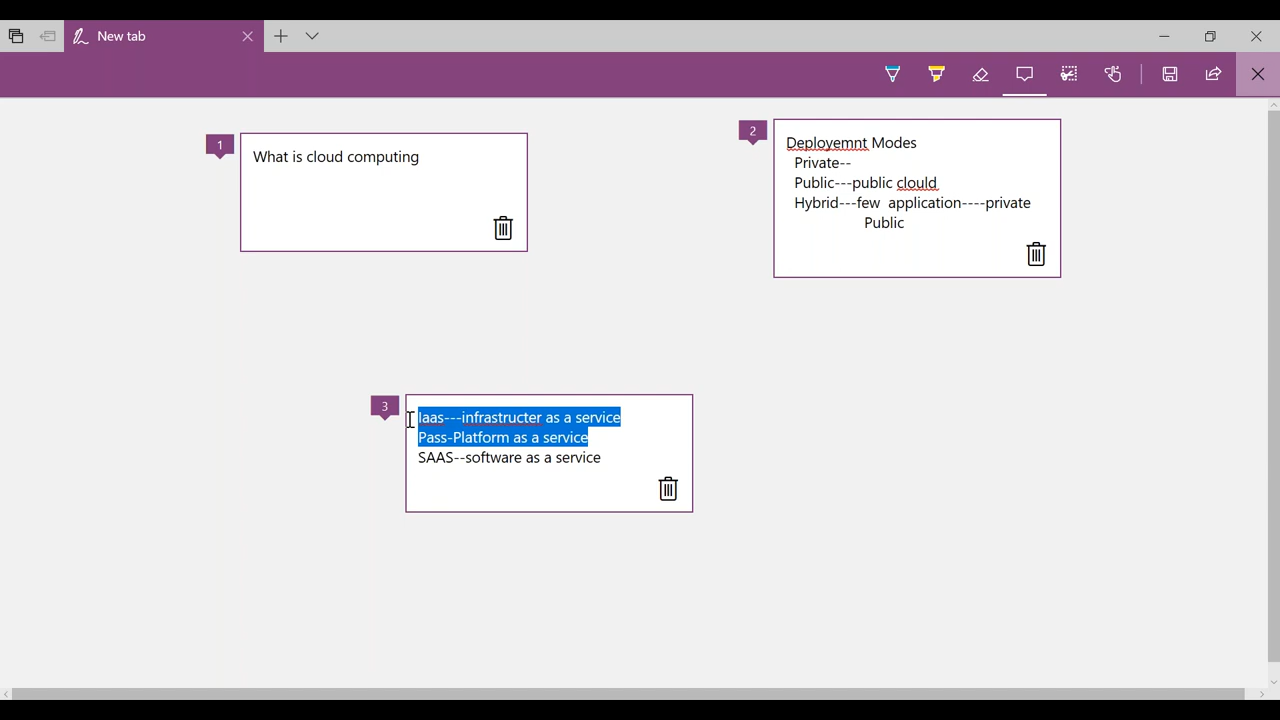 New tab
1
What is cloud computing
2
Deployemnt Modes
Private--
Public---public clould
Hybrid---few application----private
Public
3
Iaas---infrastructer as a service
Pass-Platform as a service
SAAS--software as a service